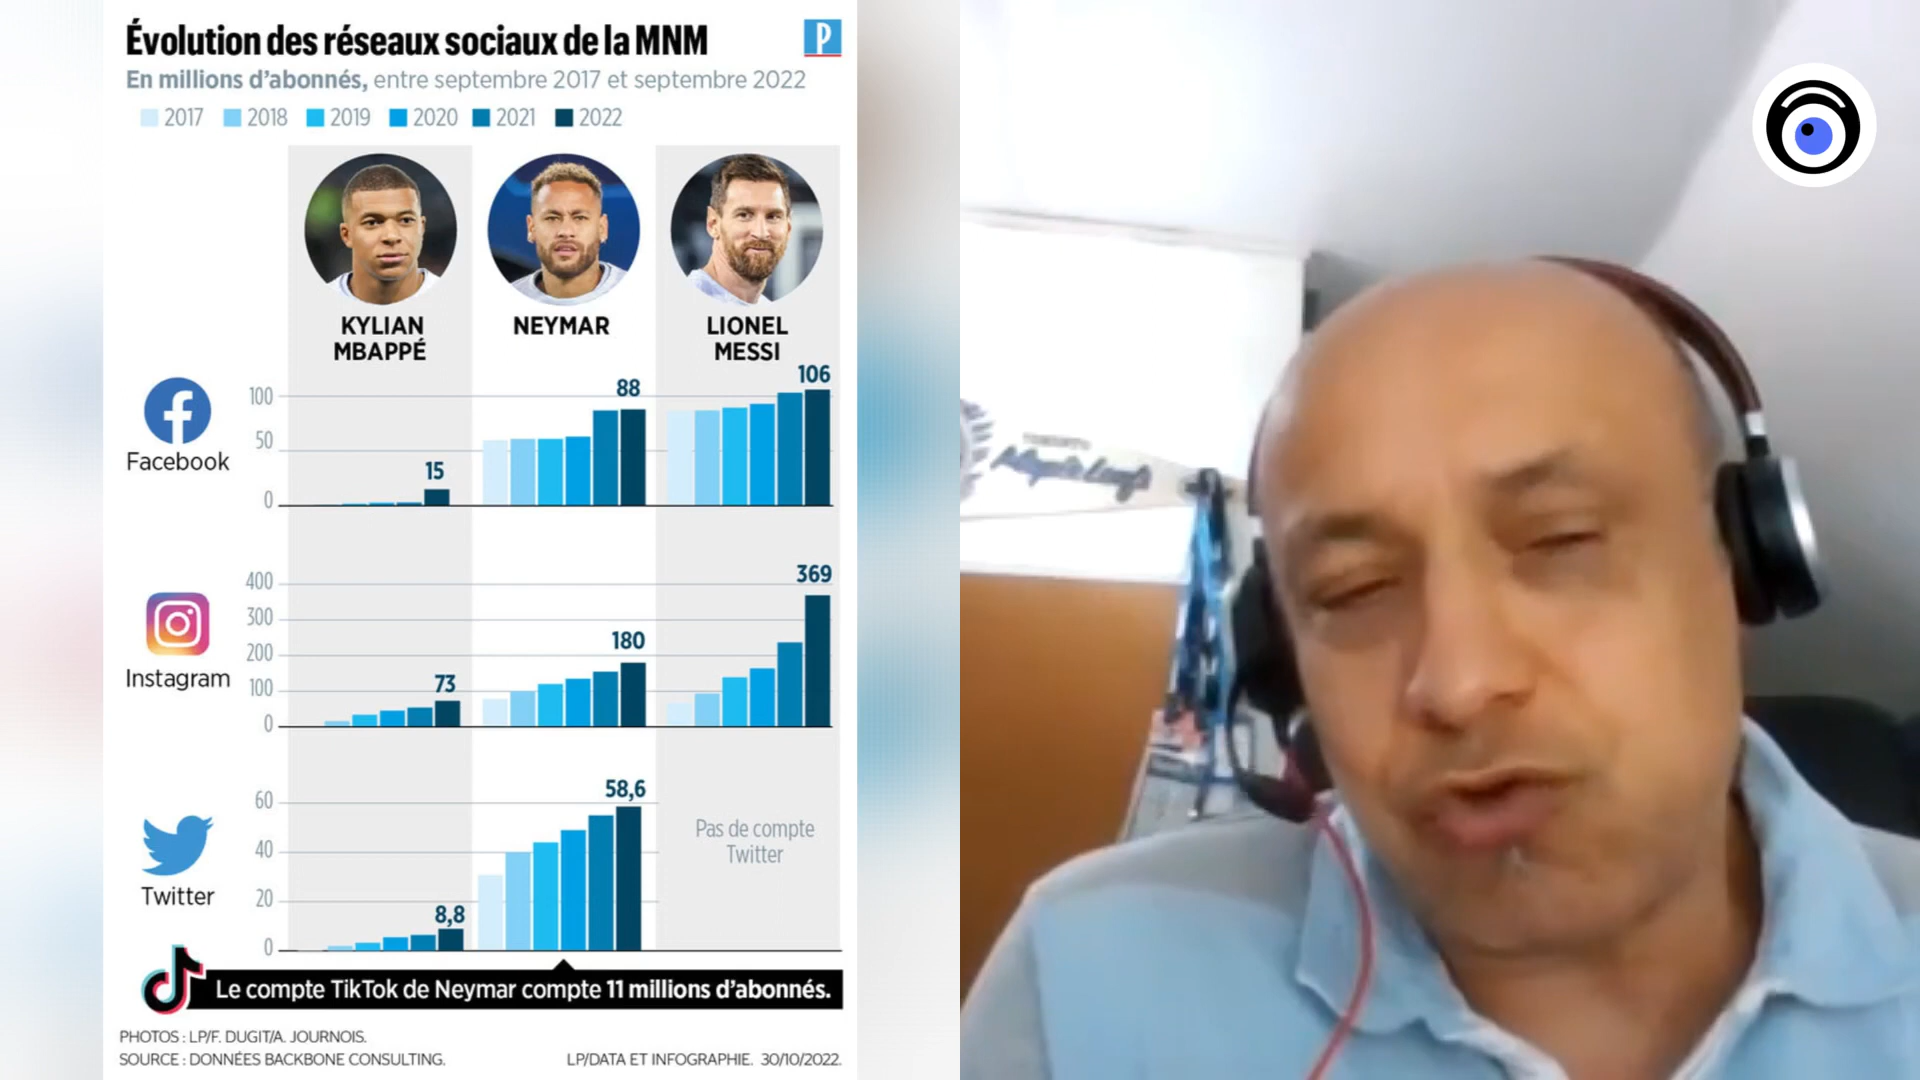 Évolution des réseaux sociaux de la MNM
P
En millions d'abonnés, entre septembre 2017 et septembre 2022
2017 2018 2019 2020 2021 2022
KYLIAN
MBAPPÉ
NEYMAR
LIONEL
MESSI
Facebook
100
50
0
15
88
106
Instagram
400
300
200
100
0
73
180
369
Twitter
60
40
20
0
8,8
58,6
Pas de compte
Twitter
Le compte TikTok de Neymar compte 11 millions d'abonnés.
PHOTOS : LP/F. DUGIT/A. JOURNOIS.
SOURCE : DONNÉES BACKBONE CONSULTING.
LP/DATA ET INFOGRAPHIE. 30/10/2022.